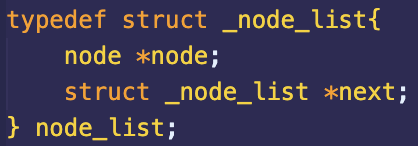 typedef struct _node_list{
    node *node;
    struct _node_list *next;
} node_list;